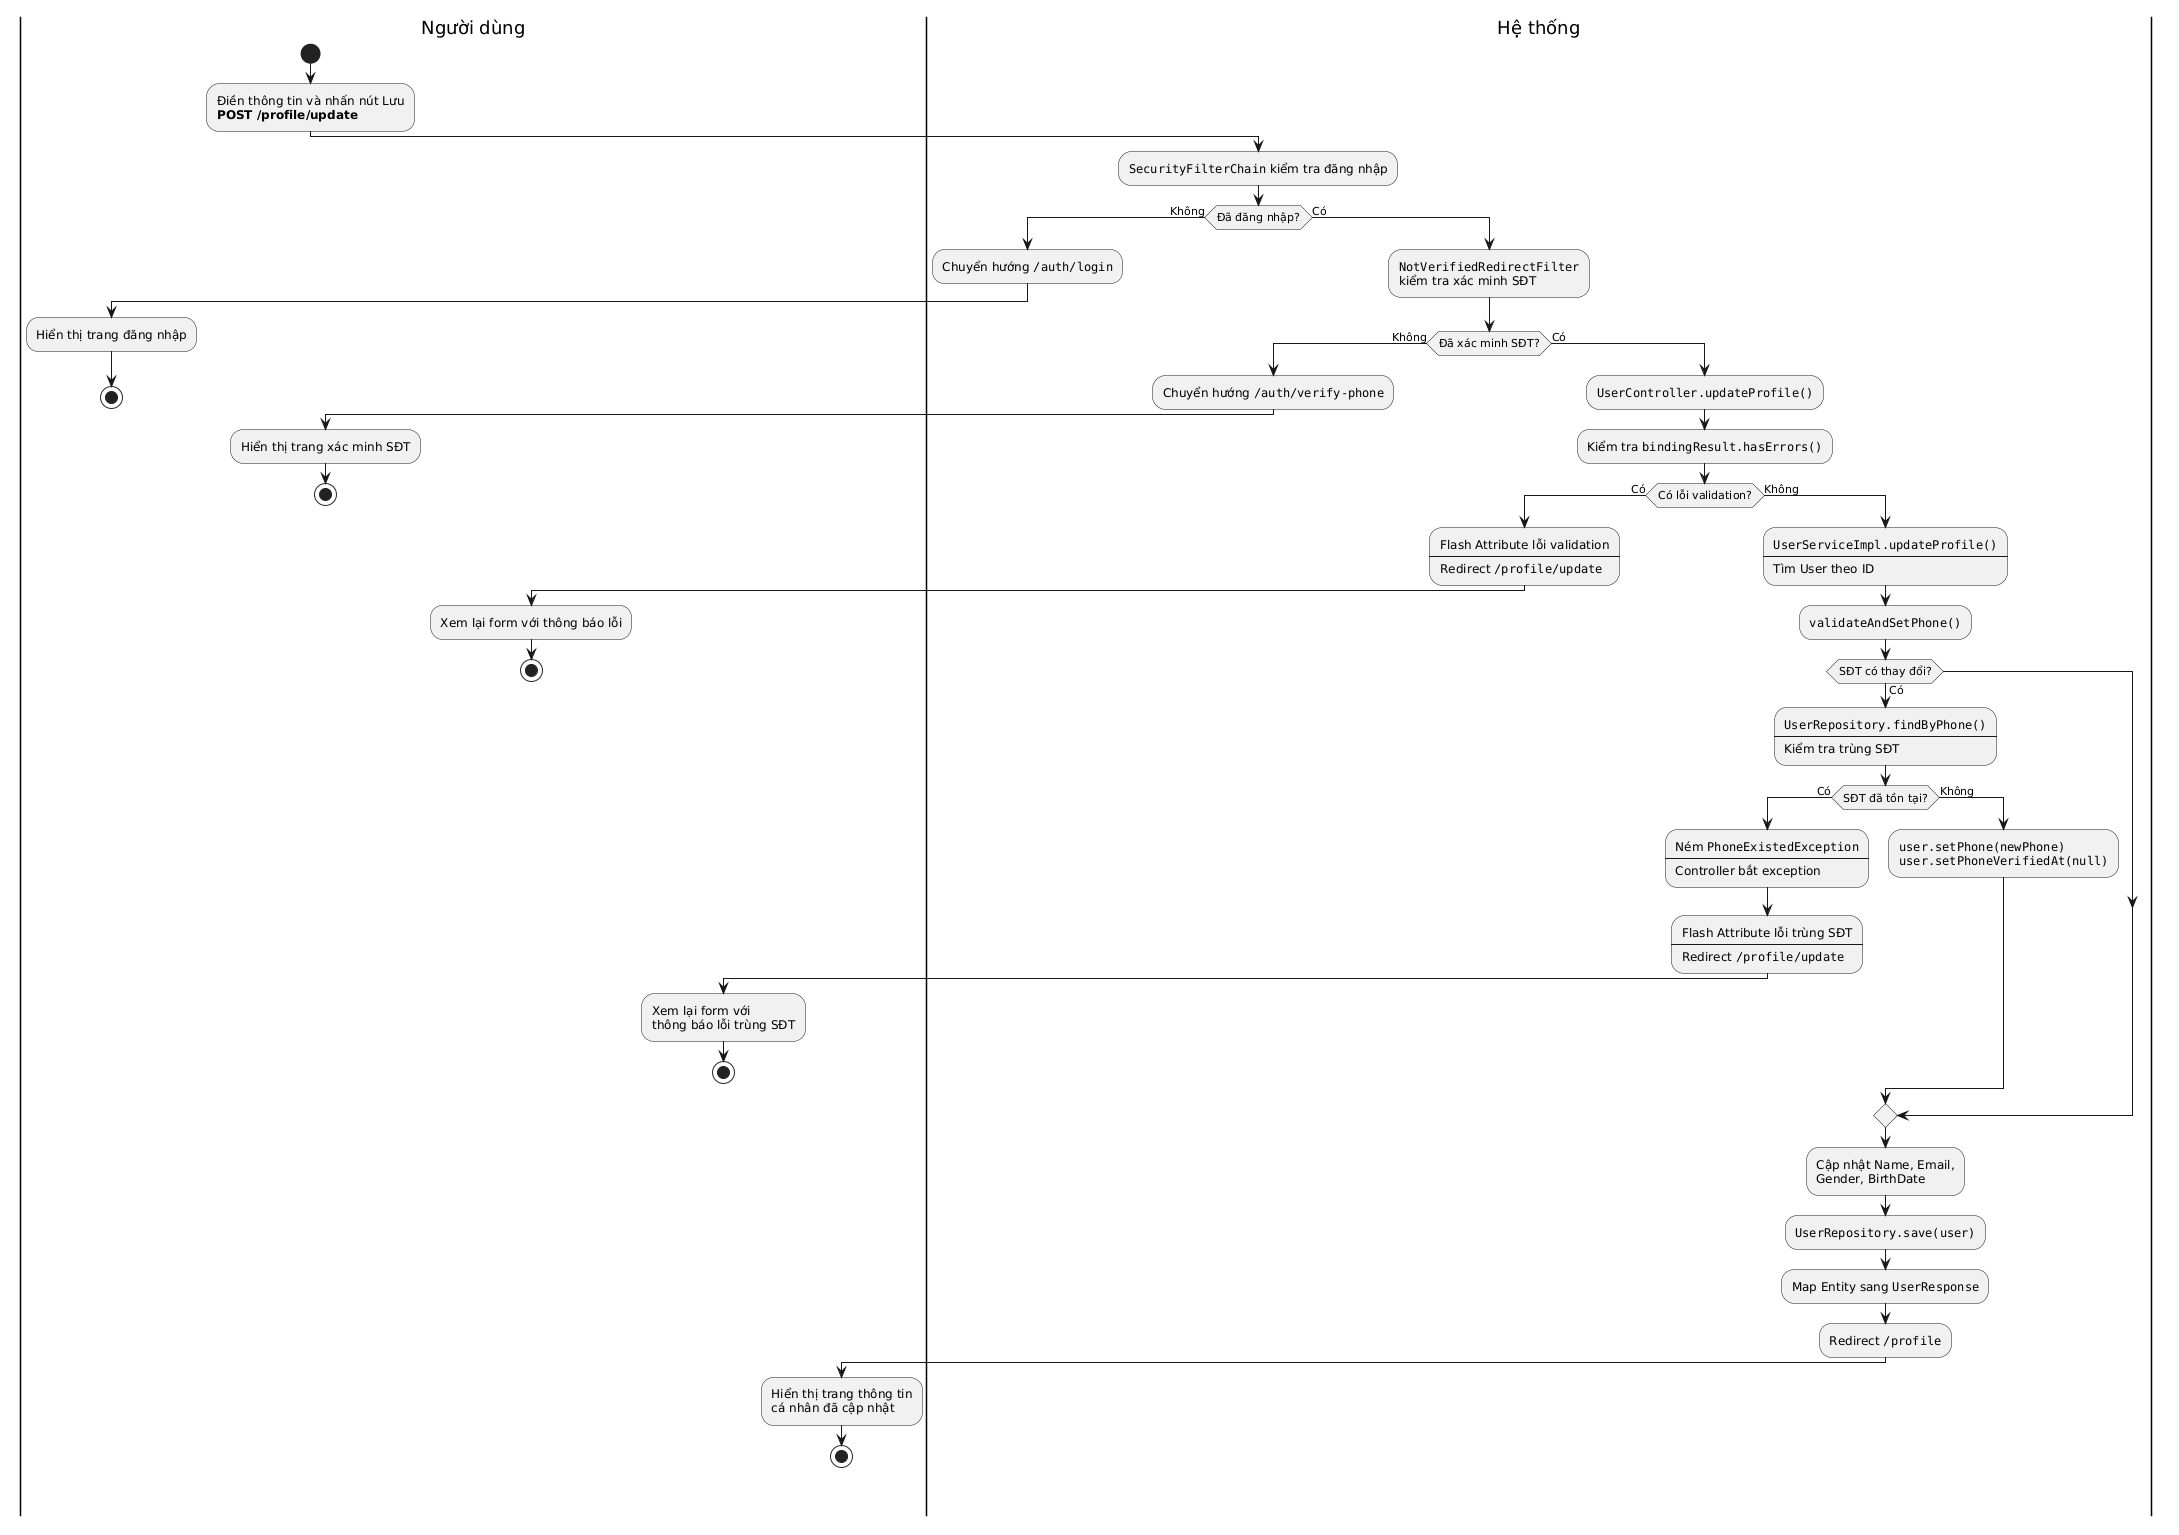 Người dùng
Hệ thống
Điền thông tin và nhấn nút Lưu
POST /profile/update
SecurityFilterChain kiểm tra đăng nhập
Không
Đã đăng nhập?
Có
Chuyển hướng /auth/login
NotVerifiedRedirectFilter
kiểm tra xác minh SĐT
Hiển thị trang đăng nhập
Không
Đã xác minh SĐT?
Có
Chuyển hướng /auth/verify-phone
UserController.updateProfile()
Hiển thị trang xác minh SĐT
Kiểm tra bindingResult.hasErrors()
Có
Có lỗi validation?
Không
Flash Attribute lỗi validation
Redirect /profile/update
UserServiceImpl.updateProfile()
Tìm User theo ID
Xem lại form với thông báo lỗi
validateAndSetPhone()
SĐT có thay đổi?
Có
UserRepository.findByPhone()
Kiểm tra trùng SĐT
Có
SĐT đã tồn tại?
Không
Ném PhoneExistedException
Controller bắt exception
user.setPhone(newPhone)
user.setPhoneVerifiedAt(null)
Flash Attribute lỗi trùng SĐT
Redirect /profile/update
Xem lại form với
thông báo lỗi trùng SĐT
Cập nhật Name, Email,
Gender, BirthDate
UserRepository.save(user)
Map Entity sang UserResponse
Redirect /profile
Hiển thị trang thông tin
cá nhân đã cập nhật